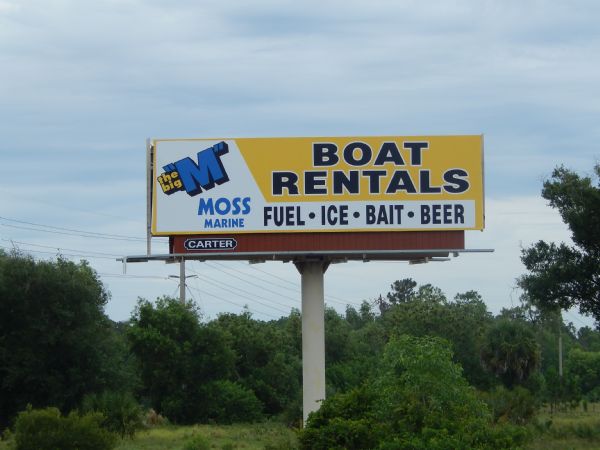 the big "M"
MOSS
MARINE
BOAT
RENTALS
FUEL • ICE • BAIT • BEER
CARTER